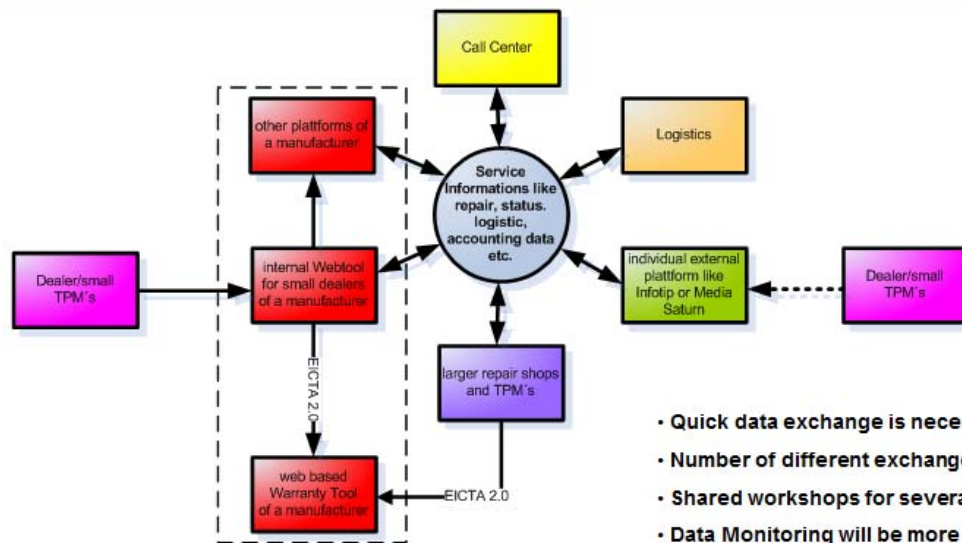 Call Center
other plattforms of
a manufacturer
Logistics
Service
Informations like
repair, status.
logistic,
accounting data
etc.
Dealer/small
TPM´s
internal Webtool
for small dealers
of a manufacturer
individual external
plattform like
Infotip or Media
Saturn
Dealer/small
TPM´s
EICTA 2.0
larger repair shops
and TPM´s
web based
Warranty Tool
of a manufacturer
EICTA 2.0
• Quick data exchange is
• Number of different
• Shared workshops for
• Data Monitoring will be more